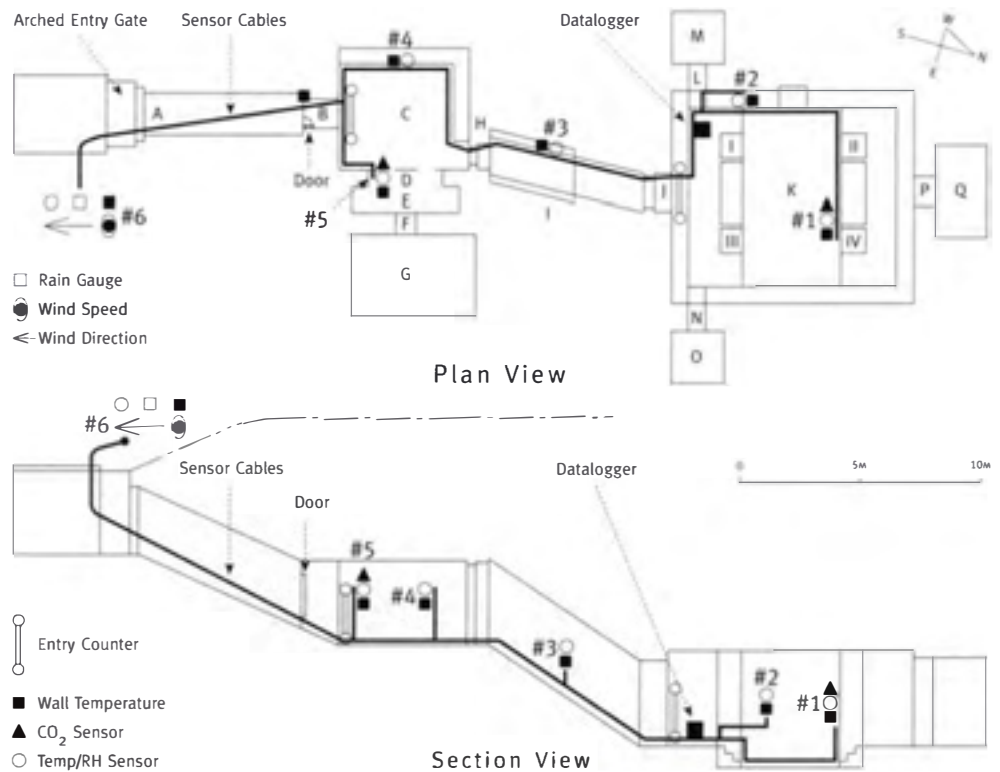 Arched Entry Gate
Sensor Cables
#4
Datalogger
M
W
S
N
E
L
#2
A
B
C
H
#3
I
II
Door
D
E
#5
F
J
K
P
Q
#1
I
III
IV
#6
G
N
O
Rain Gauge
Wind Speed
Wind Direction
Plan View
#6
Sensor Cables
Door
Datalogger
0
5M
10M
#5
#4
Entry Counter
#3
#2
#1
Wall Temperature
CO2 Sensor
Temp/RH Sensor
Section View